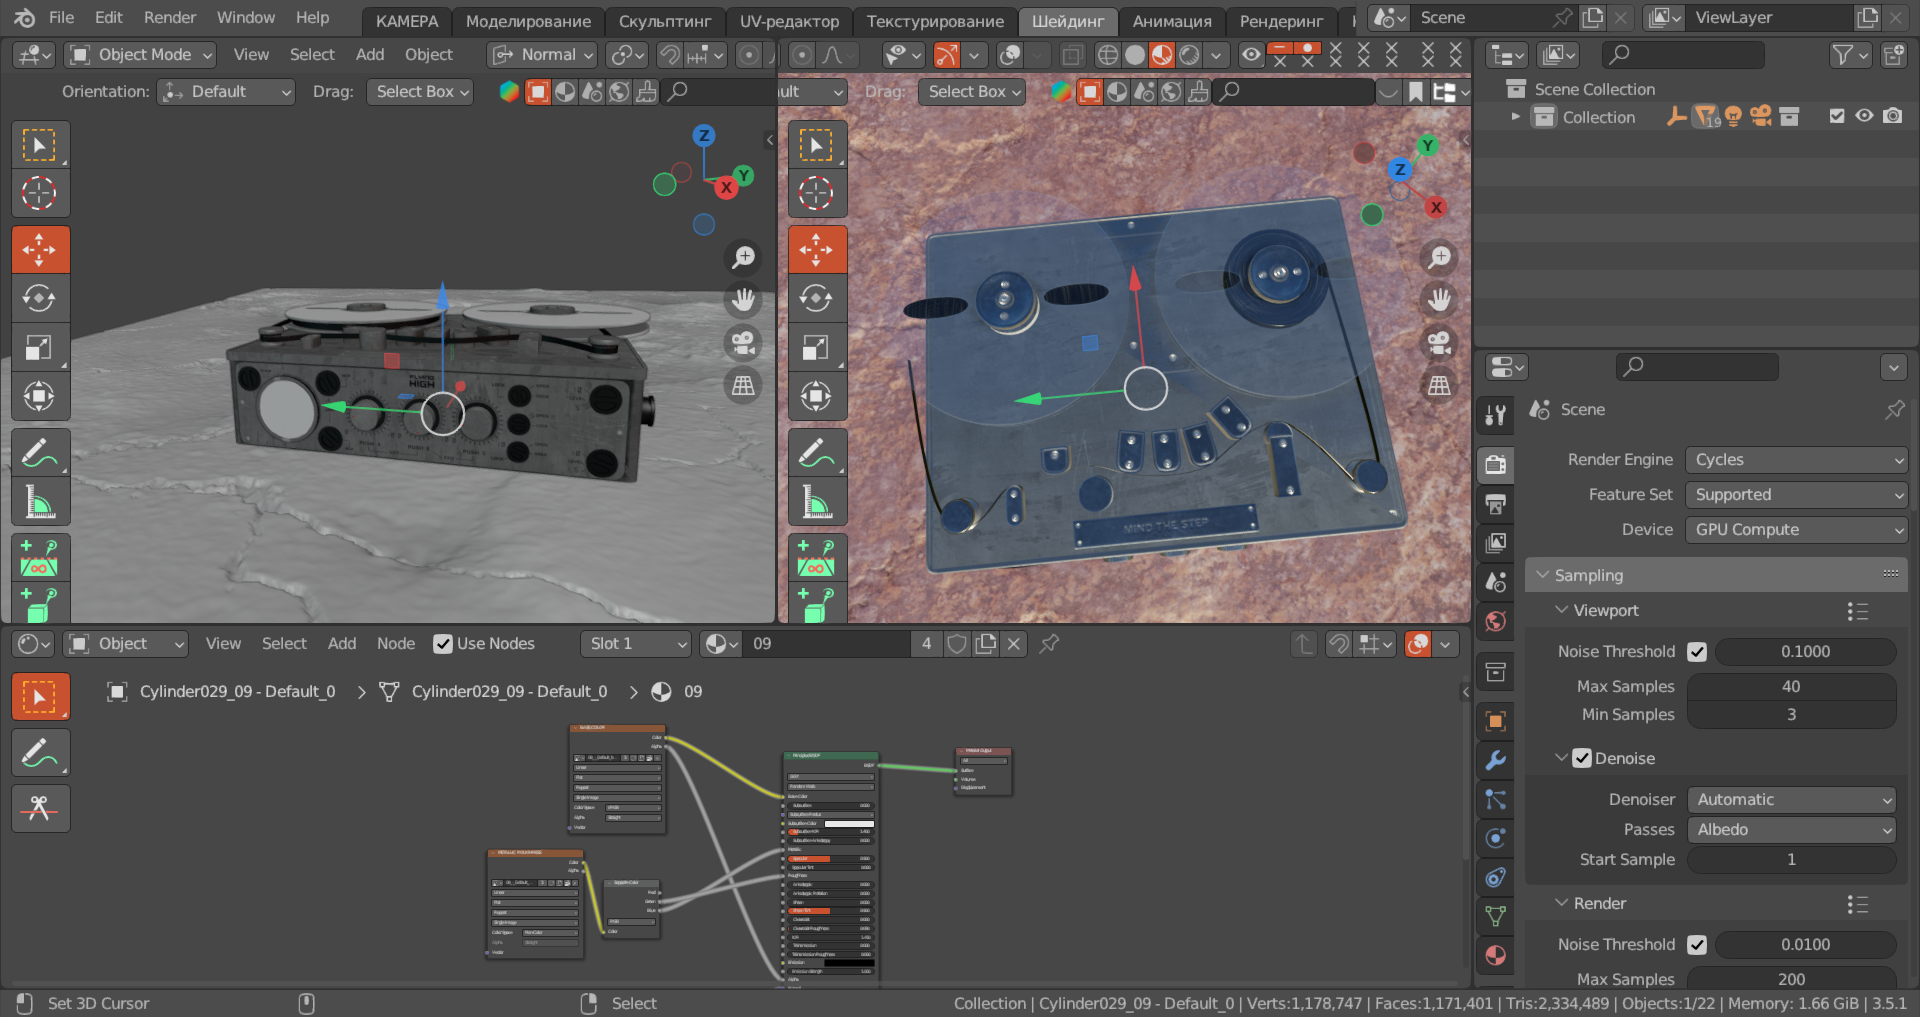 File Edit Render Window Help КАМЕРА Моделирование Скульптинг UV-редактор Текстурирование Шейдинг Анимация Рендеринг Scene ViewLayer
Object Mode View Select Add Object Normal
Orientation: Default Drag: Select Box ult Drag: Select Box
Scene Collection
Collection 19
Z Y X
Y Z X
FLYING
HIGH
MIND THE STEP
Scene
Render Engine Cycles
Feature Set Supported
Device GPU Compute
Sampling
Viewport
Noise Threshold 0.1000
Max Samples 40
Min Samples 3
Denoise
Denoiser Automatic
Passes Albedo
Start Sample 1
Render
Noise Threshold 0.0100
Max Samples 200
Object View Select Add Node Use Nodes Slot 1 09 4
Cylinder029_09 - Default_0 > Cylinder029_09 - Default_0 > 09
Set 3D Cursor Select Collection | Cylinder029_09 - Default_0 | Verts:1,178,747 | Faces:1,171,401 | Tris:2,334,489 | Objects:1/22 | Memory: 1.66 GiB | 3.5.1